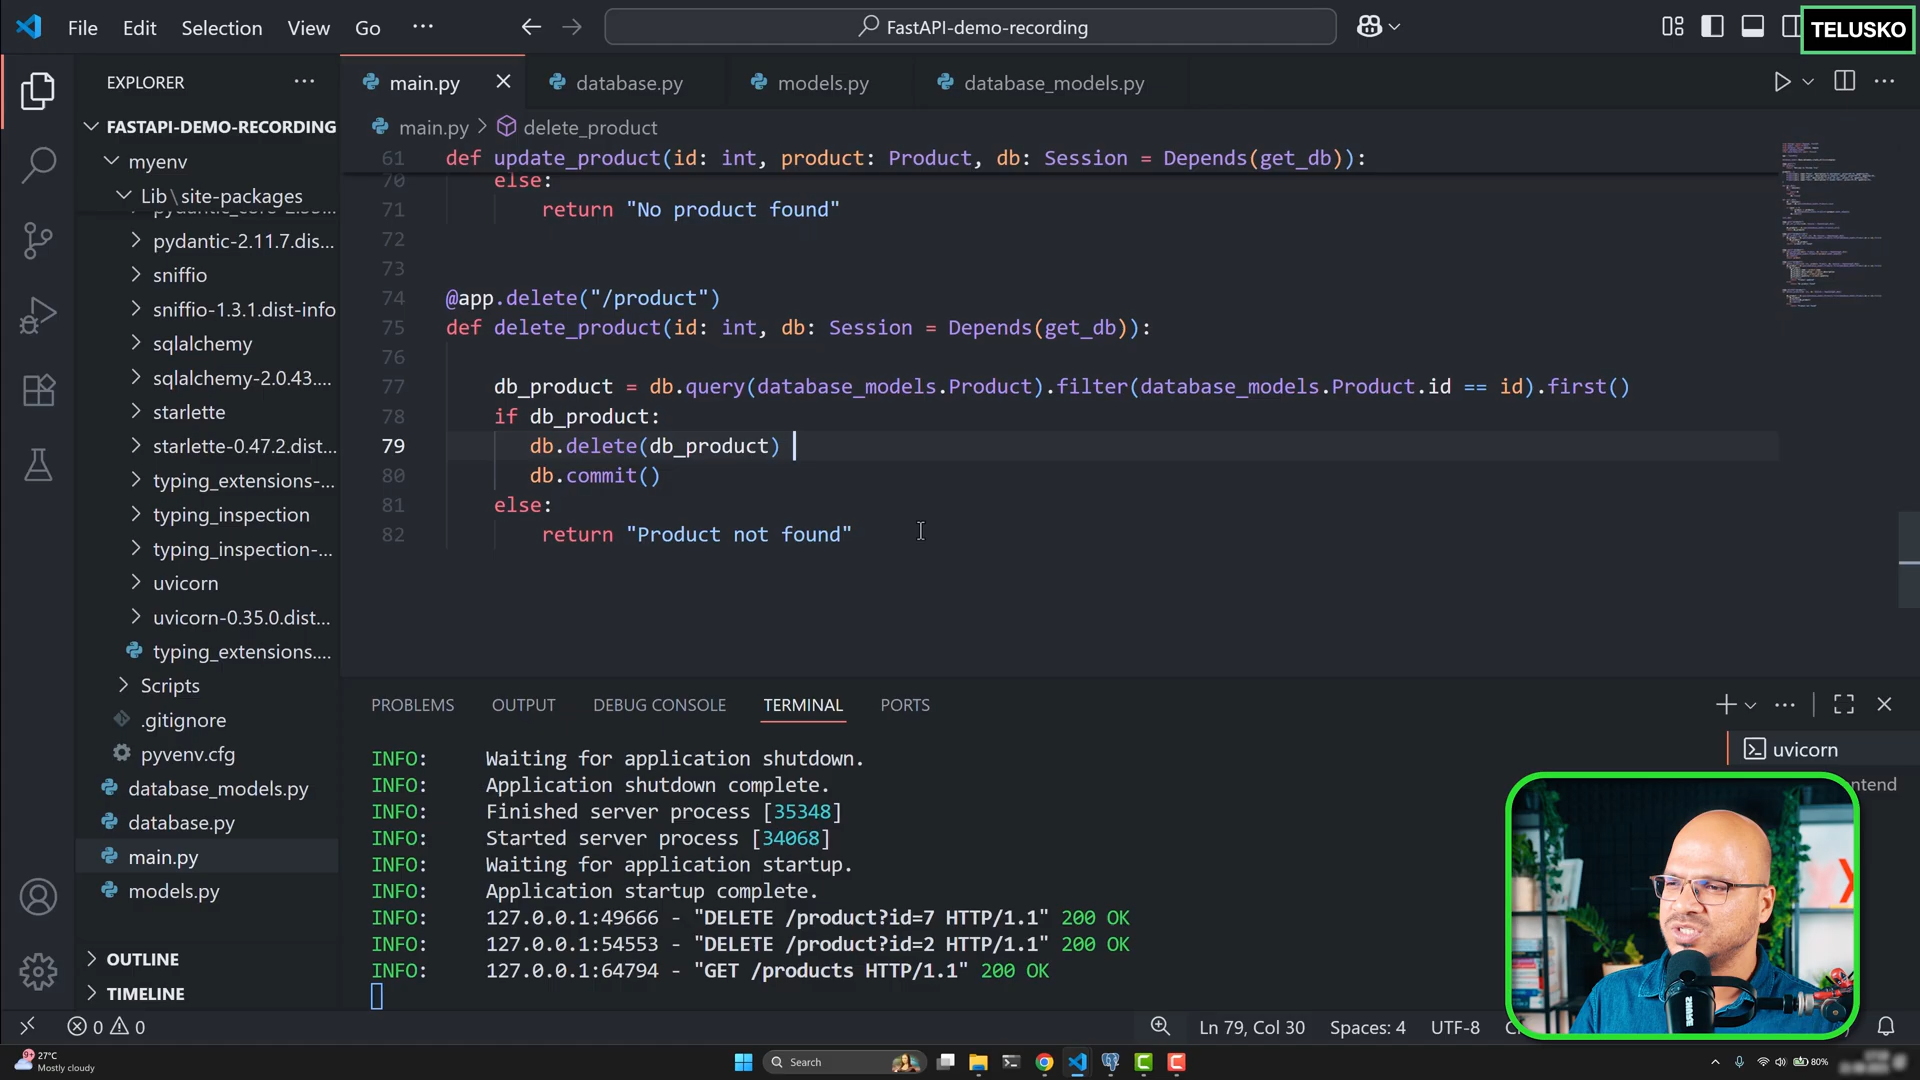 File Edit Selection View Go ...
FastAPI-demo-recording
TELUSKO
EXPLORER
FASTAPI-DEMO-RECORDING
myenv
Lib\site-packages
pydantic-2.11.7.dis...
sniffio
sniffio-1.3.1.dist-info
sqlalchemy
sqlalchemy-2.0.43....
starlette
starlette-0.47.2.dist...
typing_extensions-...
typing_inspection
typing_inspection-...
uvicorn
uvicorn-0.35.0.dist...
typing_extensions....
Scripts
.gitignore
pyvenv.cfg
database_models.py
database.py
main.py
models.py
OUTLINE
TIMELINE
main.py database.py models.py database_models.py
main.py > delete_product
61 def update_product(id: int, product: Product, db: Session = Depends(get_db)):
70 else:
71 return "No product found"
72
73
74 @app.delete("/product")
75 def delete_product(id: int, db: Session = Depends(get_db)):
76
77 db_product = db.query(database_models.Product).filter(database_models.Product.id == id).first()
78 if db_product:
79 db.delete(db_product)
80 db.commit()
81 else:
82 return "Product not found"
PROBLEMS OUTPUT DEBUG CONSOLE TERMINAL PORTS
INFO: Waiting for application shutdown.
INFO: Application shutdown complete.
INFO: Finished server process [35348]
INFO: Started server process [34068]
INFO: Waiting for application startup.
INFO: Application startup complete.
INFO: 127.0.0.1:49666 - "DELETE /product?id=7 HTTP/1.1" 200 OK
INFO: 127.0.0.1:54553 - "DELETE /product?id=2 HTTP/1.1" 200 OK
INFO: 127.0.0.1:64794 - "GET /products HTTP/1.1" 200 OK
uvicorn
ntend
SHURE
0 0
Ln 79, Col 30 Spaces: 4 UTF-8
27°C
Mostly cloudy
Search
80%